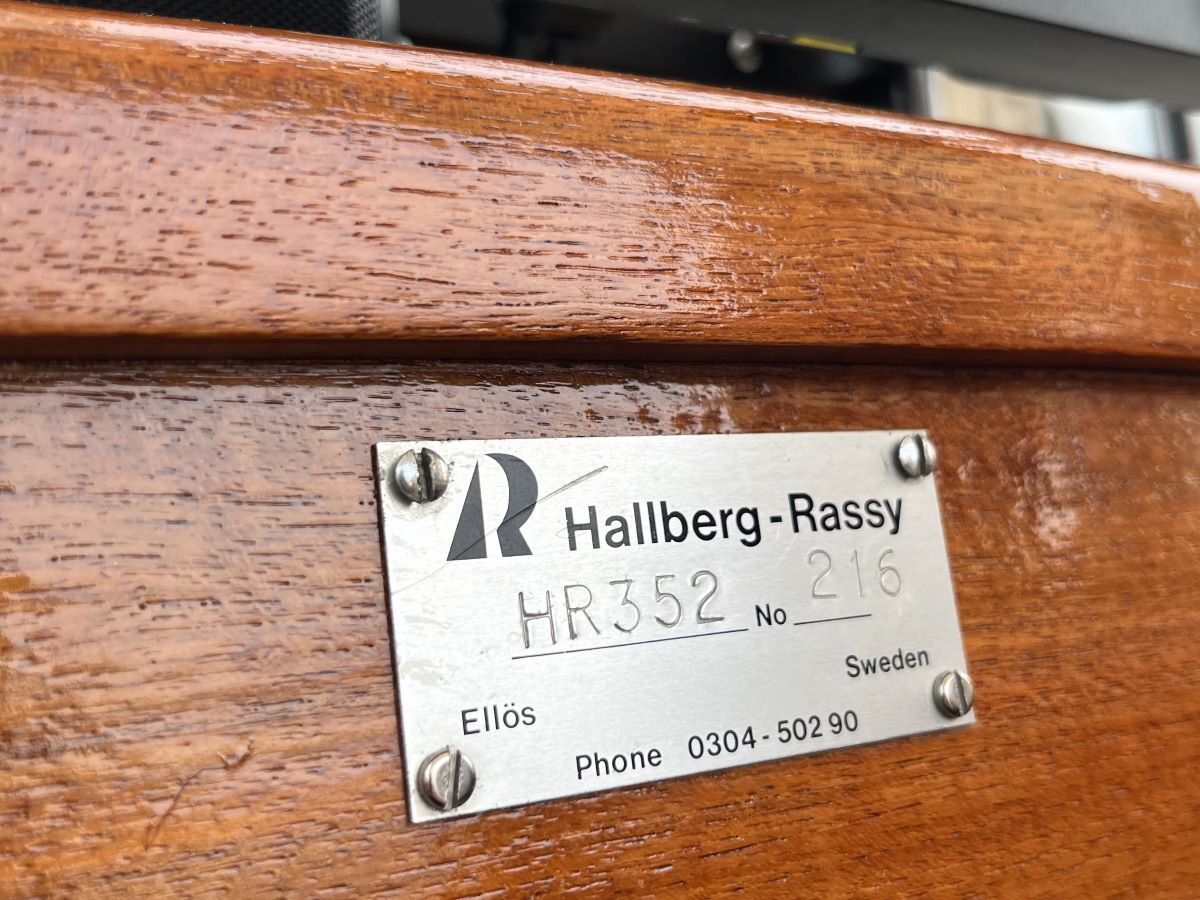 R Hallberg-Rassy
HR352 No 216
Sweden
Ellös
Phone 0304-502 90